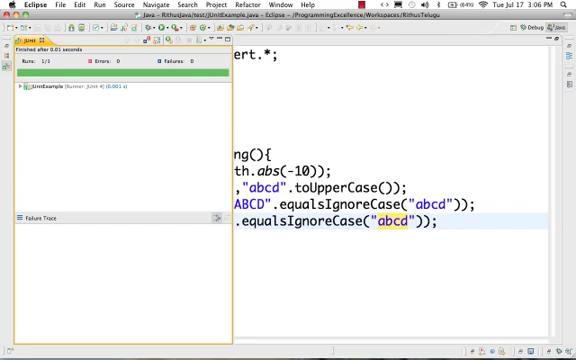 Eclipse File Edit Run Source Navigate Search Project Refactor Window Help Tue Jul 17 3:06 PM
Java - RithusJava/test/JUnitExample.java - Eclipse - /ProgrammingExcellence/Workspaces/RithusTelugu
Debug Java
JUnit
Finished after 0.01 seconds
Runs: 1/1 Errors: 0 Failures: 0
JUnitExample [Runner: JUnit 4] (0.001 s)
Failure Trace
ert.*;
ng(){
th.abs(-10));
,"abcd".toUpperCase());
ABCD".equalsIgnoreCase("abcd"));
.equalsIgnoreCase("abcd"));